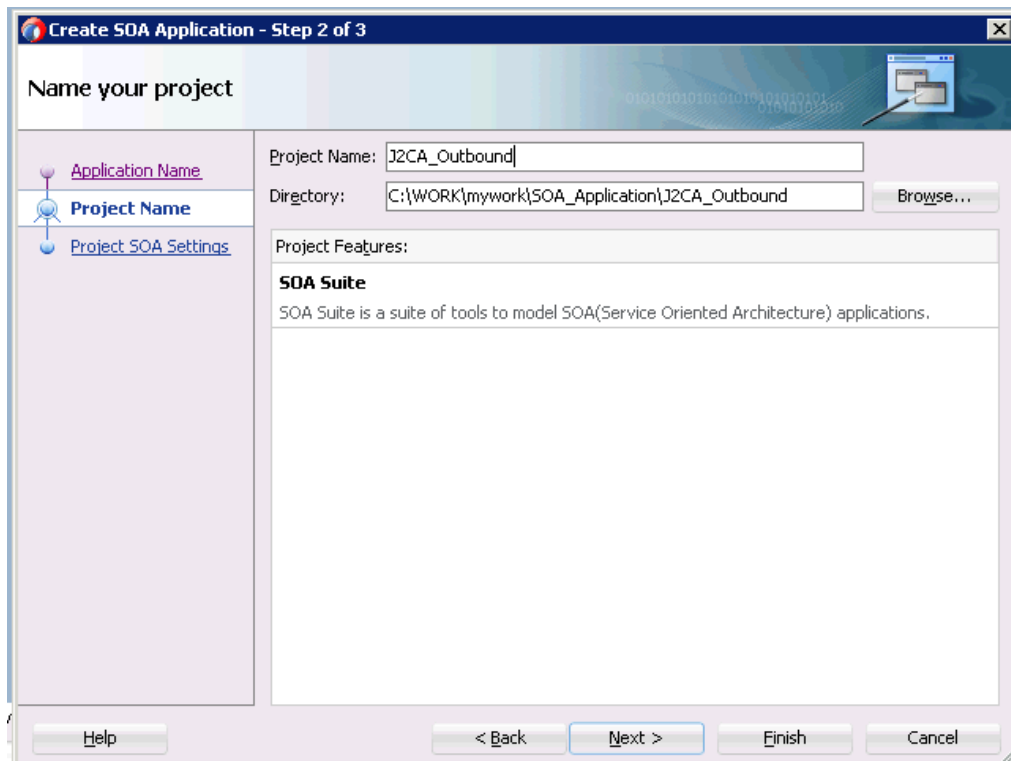 Create SOA Application - Step 2 of 3
Name your project
Application Name
Project Name
Project SOA Settings
Project Name: J2CA_Outbound
Directory: C:\WORK\mywork\SOA_Application\J2CA_Outbound Browse...
Project Features:
SOA Suite
SOA Suite is a suite of tools to model SOA(Service Oriented Architecture) applications.
Help < Back Next > Finish Cancel